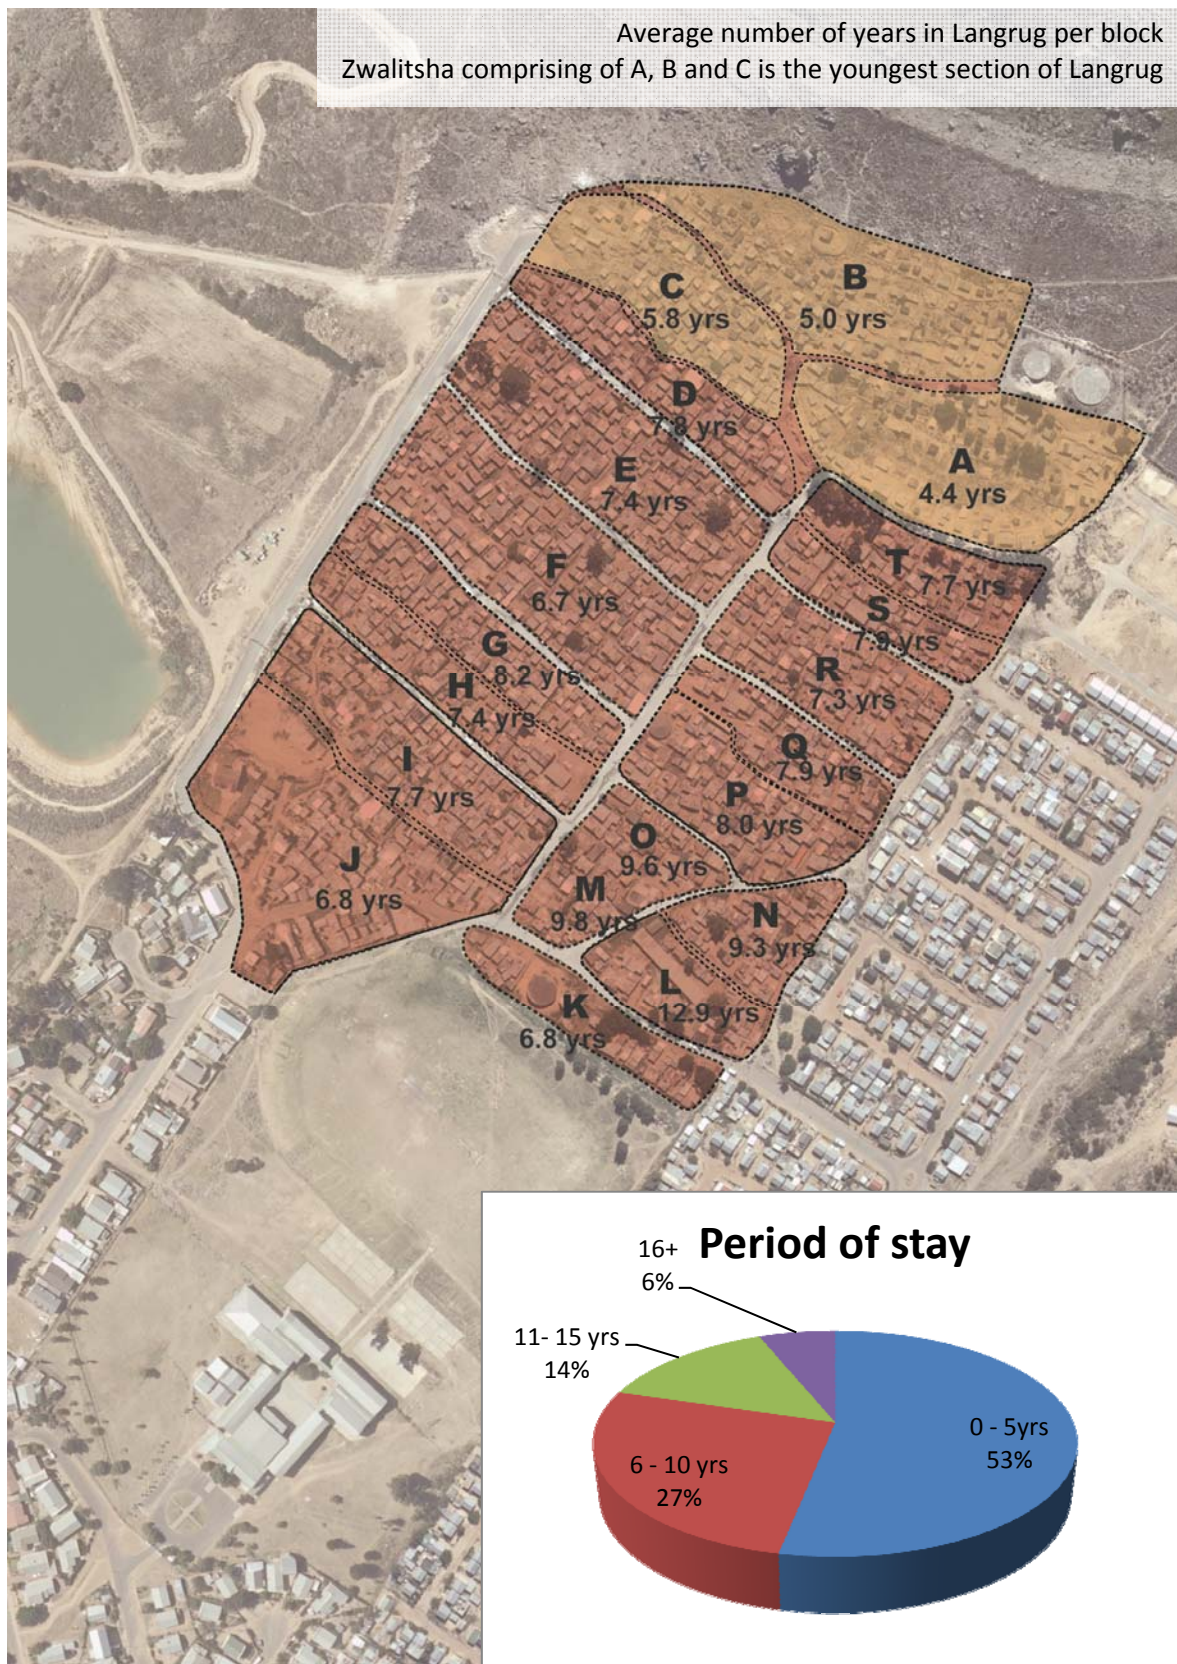 Average number of years in Langrug per block
Zwalitsha comprising of A, B and C is the youngest section of Langrug
B
5.0 yrs
C
5.8 yrs
D
7.8 yrs
A
4.4 yrs
E
7.4 yrs
T
7.7 yrs
F
6.7 yrs
S
7.9 yrs
G
8.2 yrs
R
7.3 yrs
H
7.4 yrs
Q
7.9 yrs
I
7.7 yrs
P
8.0 yrs
O
9.6 yrs
J
6.8 yrs
M
9.8 yrs
N
9.3 yrs
L
12.9 yrs
K
6.8 yrs
Period of stay
16+
6%
11- 15 yrs
14%
0 - 5yrs
53%
6 - 10 yrs
27%